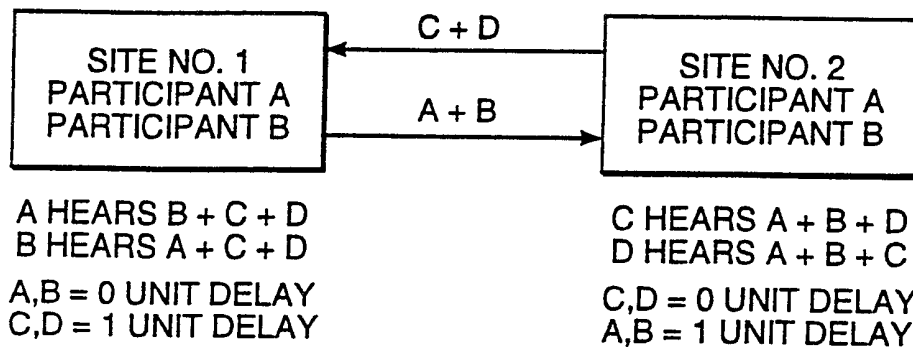 C + D
SITE NO. 1
PARTICIPANT A
PARTICIPANT B
A + B
SITE NO. 2
PARTICIPANT A
PARTICIPANT B
A HEARS B + C + D
B HEARS A + C + D
A,B = 0 UNIT DELAY
C,D = 1 UNIT DELAY
C HEARS A + B + D
D HEARS A + B + C
C,D = 0 UNIT DELAY
A,B = 1 UNIT DELAY